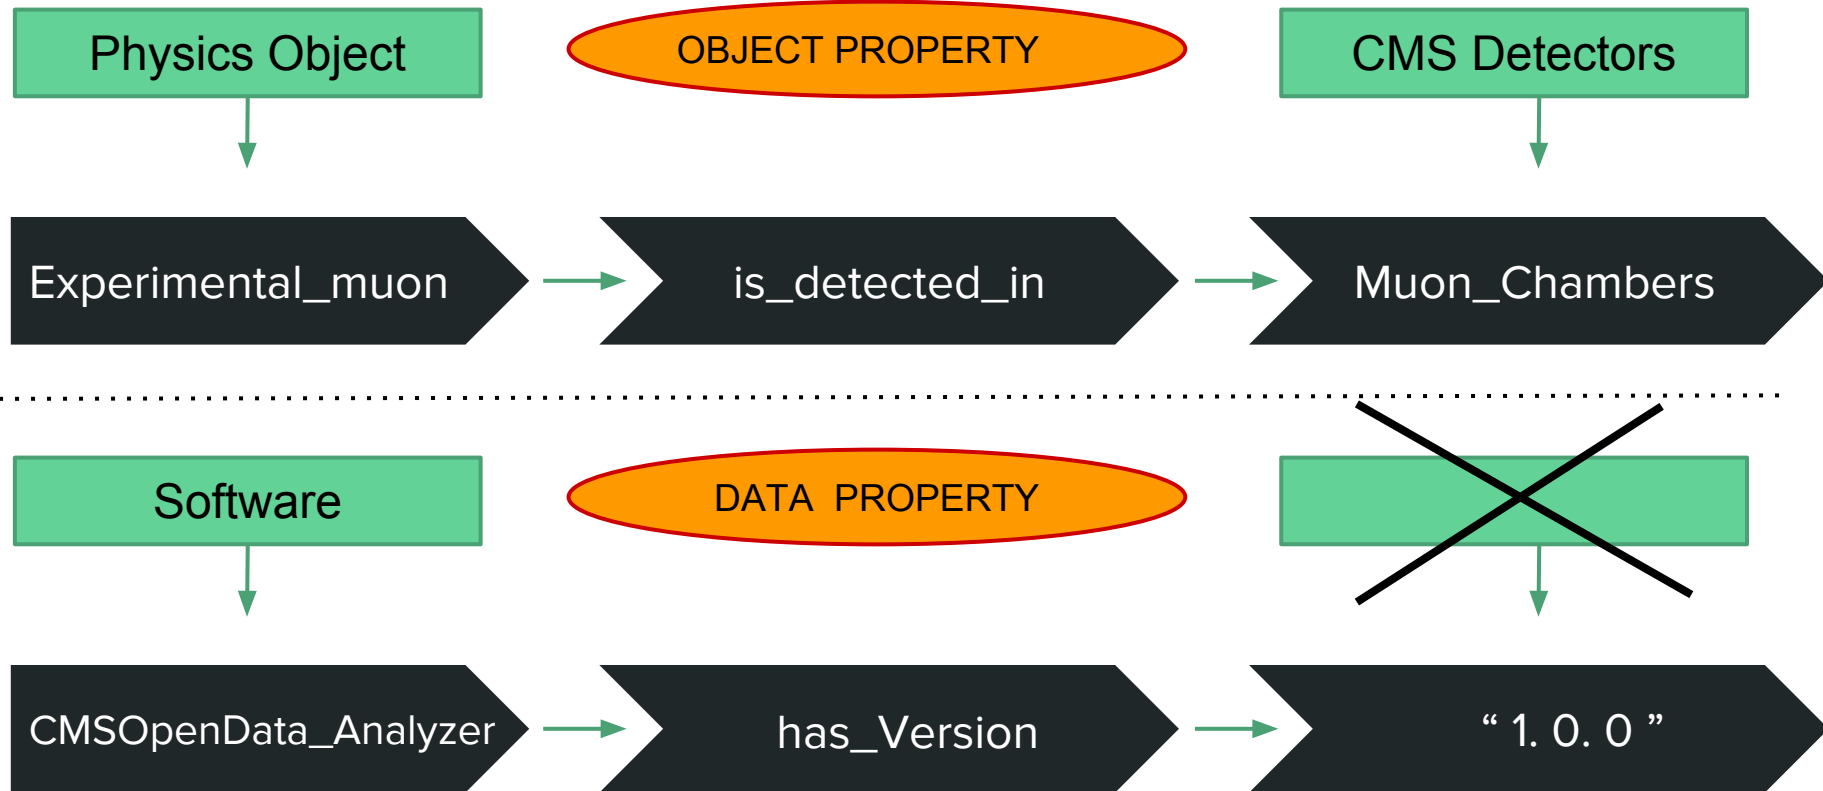 Physics Object
OBJECT PROPERTY
CMS Detectors
Experimental_muon
is_detected_in
Muon_Chambers
Software
DATA  PROPERTY
CMSOpenData_Analyzer
has_Version
“ 1. 0. 0 ”